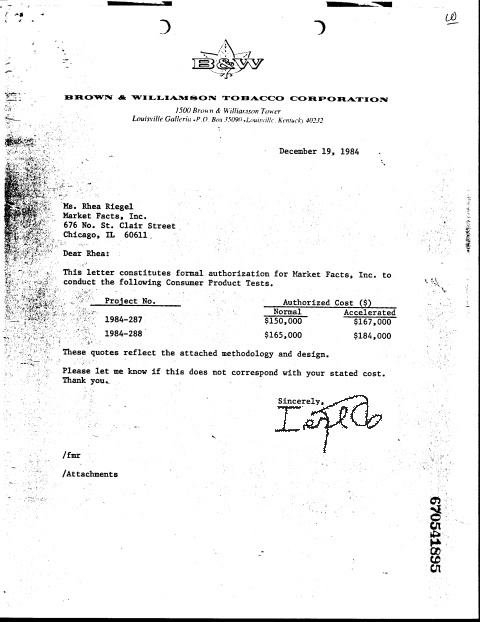 B&W
BROWN & WILLIAMSON TOBACCO CORPORATION
1500 Brown & Williamson Tower
Louisville Galleria • P.O. Box 35090 • Louisville, Kentucky 40232
December 19, 1984
Ms. Rhea Riegel
Market Facts, Inc.
676 No. St. Clair Street
Chicago, IL 60611
Dear Rhea:
This letter constitutes formal authorization for Market Facts, Inc. to
conduct the following Consumer Product Tests.
Project No. Authorized Cost ($)
Normal Accelerated
1984-287 $150,000 $167,000
1984-288 $165,000 $184,000
These quotes reflect the attached methodology and design.
Please let me know if this does not correspond with your stated cost.
Thank you.
Sincerely,
/fmr
/Attachments
670541895